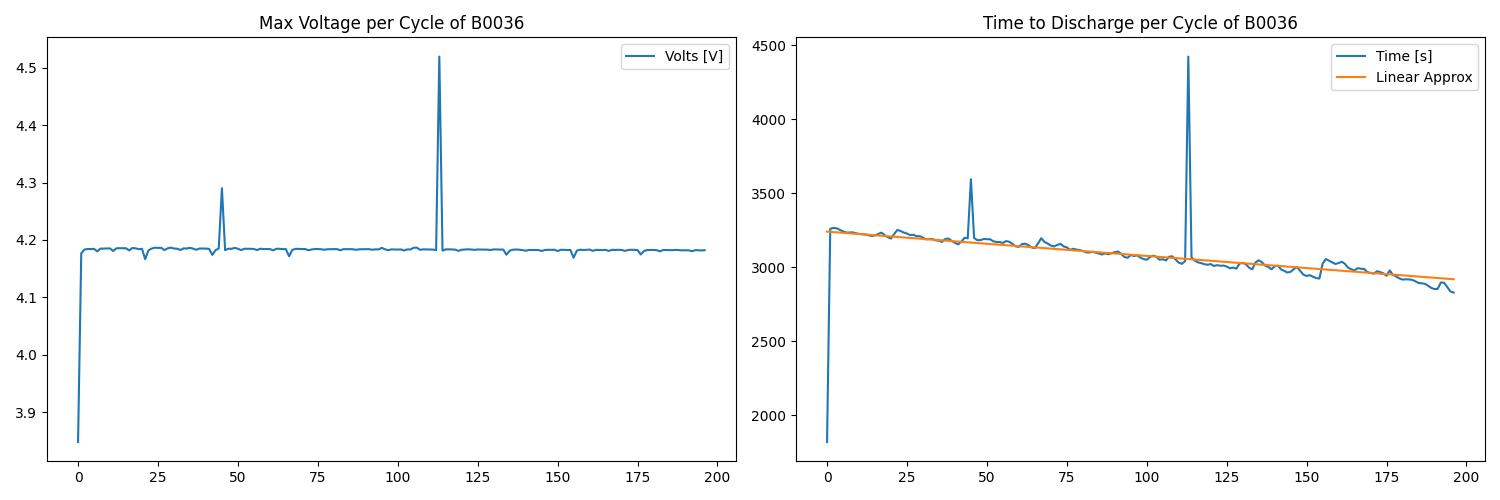 Max Voltage per Cycle of B0036
Volts [V]
4.5
4.4
4.3
4.2
4.1
4.0
3.9
0 25 50 75 100 125 150 175 200
Time to Discharge per Cycle of B0036
Time [s]
Linear Approx
4500
4000
3500
3000
2500
2000
0 25 50 75 100 125 150 175 200